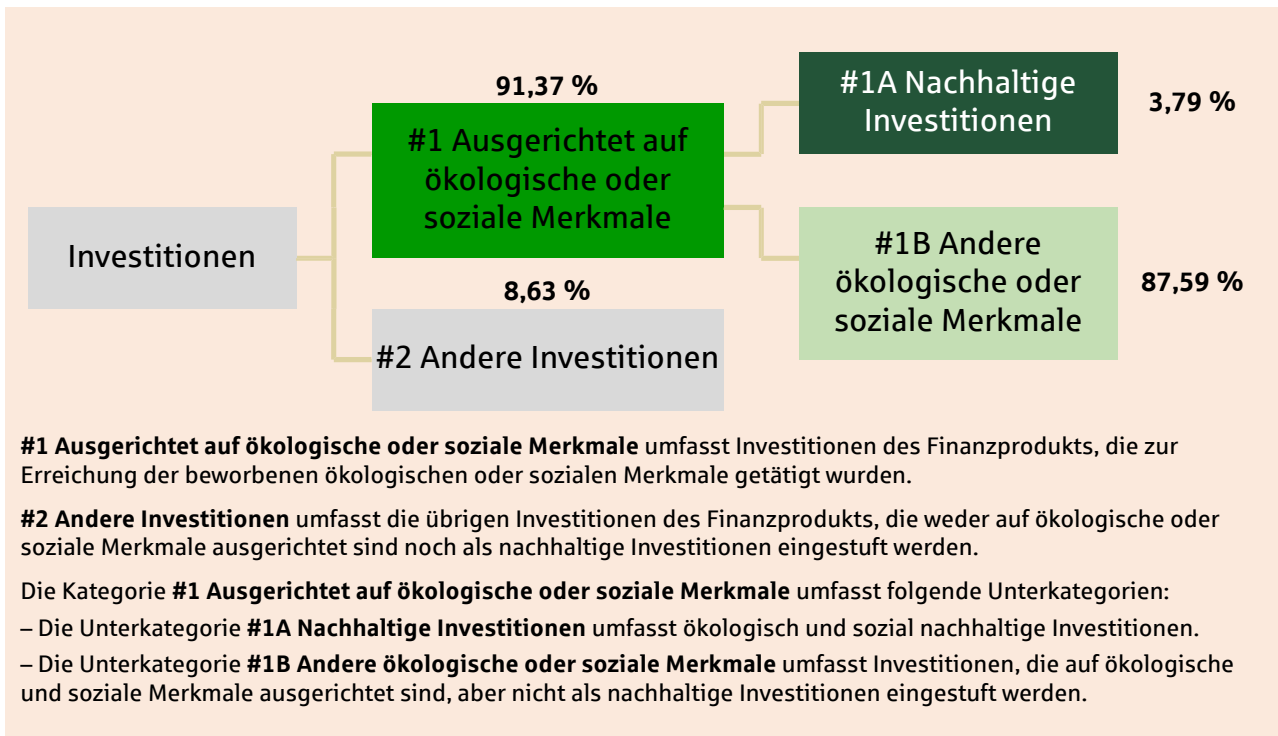 91,37 %
#1 Ausgerichtet auf
ökologische oder
soziale Merkmale
#1A Nachhaltige
Investitionen
3,79 %
Investitionen
#1B Andere
ökologische oder
soziale Merkmale
87,59 %
8,63 %
#2 Andere Investitionen
#1 Ausgerichtet auf ökologische oder soziale Merkmale umfasst Investitionen des Finanzprodukts, die zur
Erreichung der beworbenen ökologischen oder sozialen Merkmale getätigt wurden.
#2 Andere Investitionen umfasst die übrigen Investitionen des Finanzprodukts, die weder auf ökologische oder
soziale Merkmale ausgerichtet sind noch als nachhaltige Investitionen eingestuft werden.
Die Kategorie #1 Ausgerichtet auf ökologische oder soziale Merkmale umfasst folgende Unterkategorien:
– Die Unterkategorie #1A Nachhaltige Investitionen umfasst ökologisch und sozial nachhaltige Investitionen.
– Die Unterkategorie #1B Andere ökologische oder soziale Merkmale umfasst Investitionen, die auf ökologische
und soziale Merkmale ausgerichtet sind, aber nicht als nachhaltige Investitionen eingestuft werden.